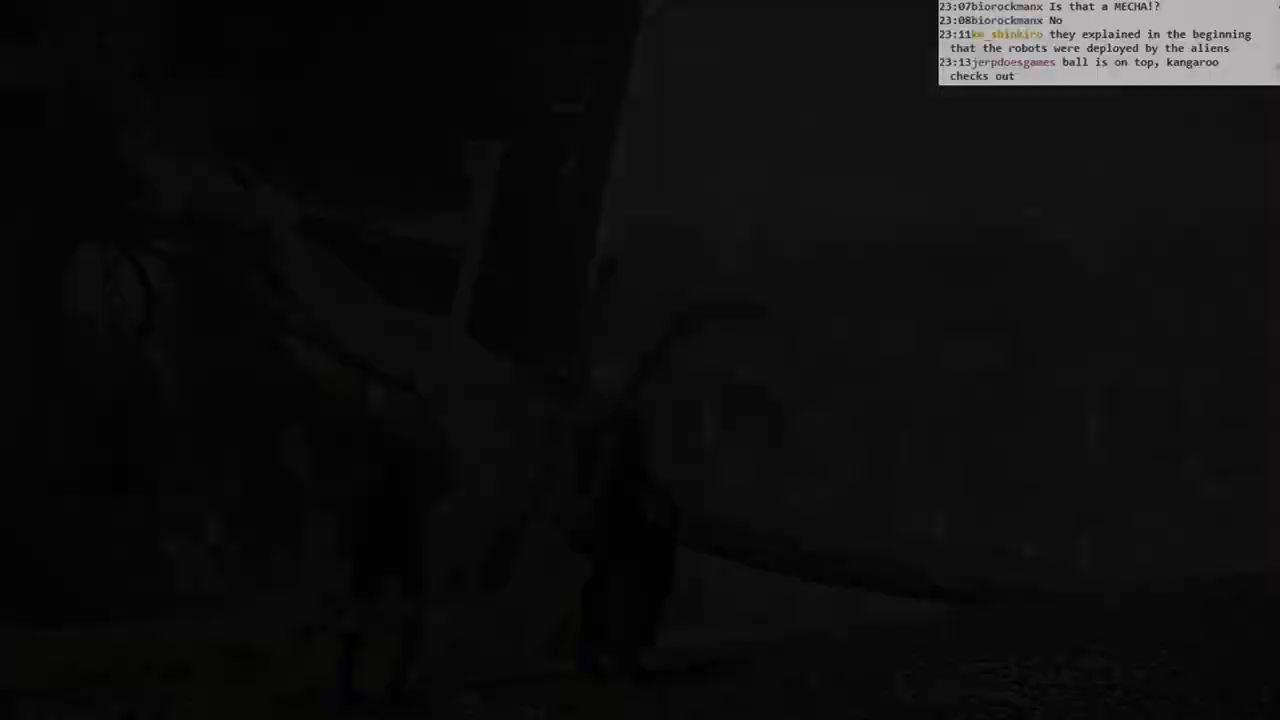 23:07biorockmanx Is that a MECHA!?
23:08biorockmanx No
23:11km_shinkiro they explained in the beginning
that the robots were deployed by the aliens
23:13jerpdoesgames ball is on top, kangaroo
checks out